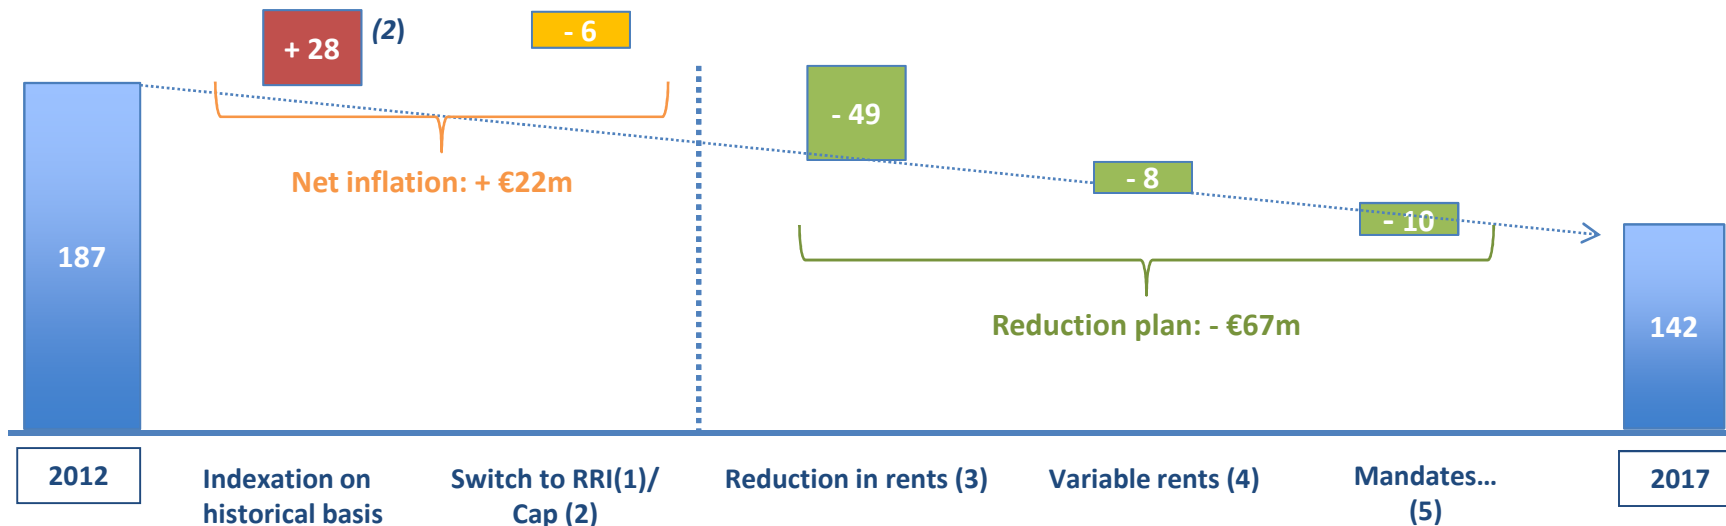 + 28
(2)
- 6
- 49
Net inflation: + €22m
- 8
- 10
187
Reduction plan: - €67m
142
2012
Indexation on
historical basis
Switch to RRI(1)/
Cap (2)
Reduction in rents (3)
Variable rents (4)
Mandates…
(5)
2017